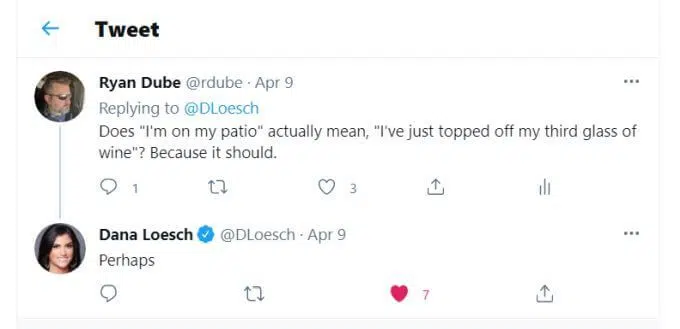 Tweet
Ryan Dube @rdube · Apr 9
Replying to @DLoesch
Does "I'm on my patio" actually mean, "I've just topped off my third glass of
wine"? Because it should.
1 3
Dana Loesch @DLoesch · Apr 9
Perhaps
7